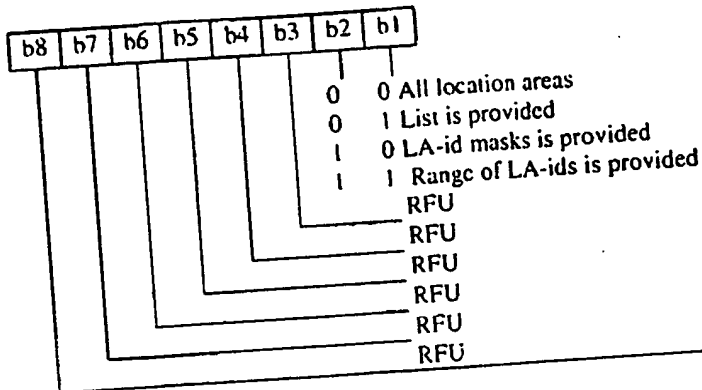 b8 b7 b6 b5 b4 b3 b2 b1
0 0 All location areas
0 1 List is provided
1 0 LA-id masks is provided
1 1 Range of LA-ids is provided
RFU
RFU
RFU
RFU
RFU
RFU